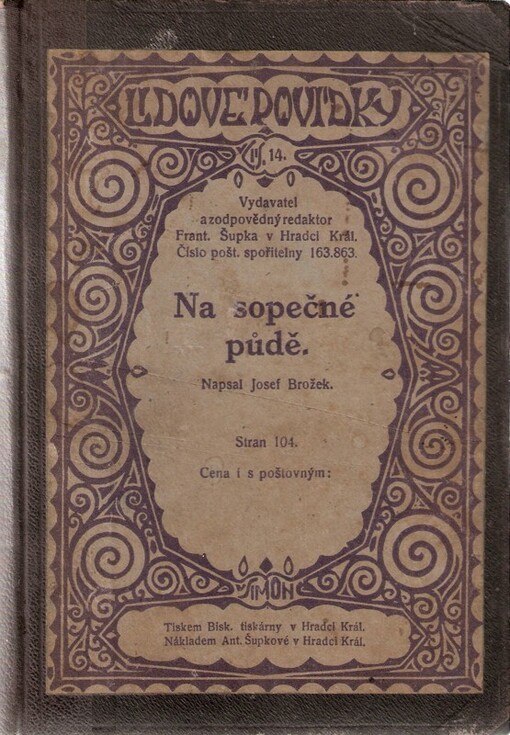 LIDOVÉ POVÍDKY
Čís. 14.
Vydavatel
a zodpovědný redaktor
Frant. Šupka v Hradci Král.
Číslo pošt. spořitelny 163.863.
Na sopečné
půdě.
Napsal Josef Brožek.
Stran 104.
Cena i s poštovným:
ŠIMON
Tiskem Bisk. tiskárny v Hradci Král.
Nákladem Ant. Šupkové v Hradci Král.